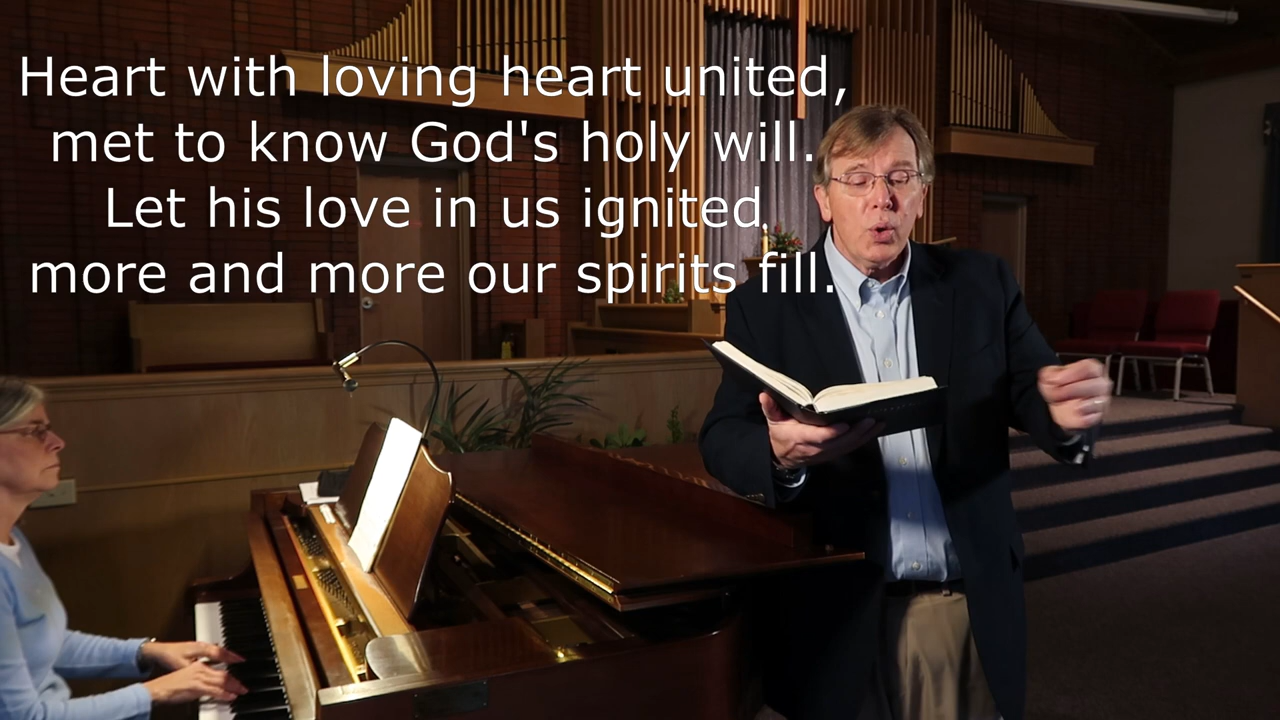 Heart with loving heart united,
met to know God's holy will.
Let his love in us ignited
more and more our spirits fill.